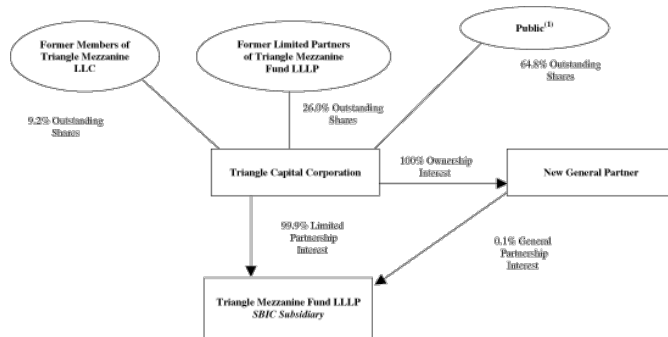 Former Members of
Triangle Mezzanine
LLC
Former Limited Partners
of Triangle Mezzanine
Fund LLLP
Public(1)
9.2% Outstanding
Shares
26.0% Outstanding
Shares
64.8% Outstanding
Shares
Triangle Capital Corporation
100% Ownership
Interest
New General Partner
99.9% Limited
Partnership
Interest
0.1% General
Partnership
Interest
Triangle Mezzanine Fund LLLP
SBIC Subsidiary